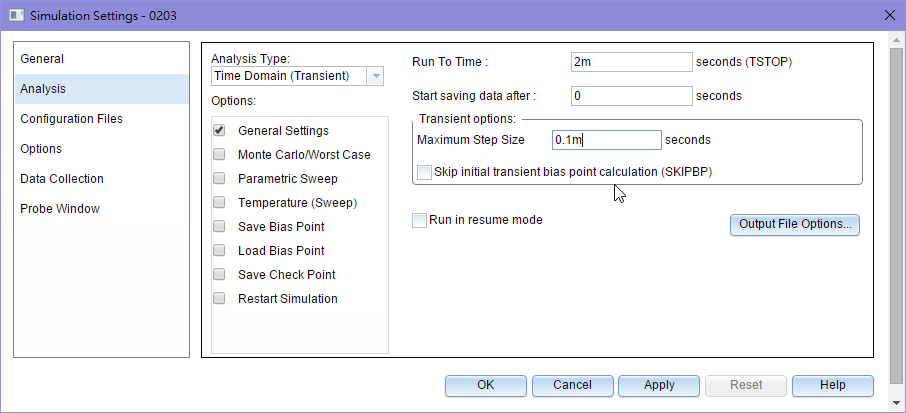 Simulation Settings - 0203
General
Analysis
Configuration Files
Options
Data Collection
Probe Window
Analysis Type:
Time Domain (Transient)
Options:
General Settings
Monte Carlo/Worst Case
Parametric Sweep
Temperature (Sweep)
Save Bias Point
Load Bias Point
Save Check Point
Restart Simulation
Run To Time : 2m seconds (TSTOP)
Start saving data after : 0 seconds
Transient options:
Maximum Step Size 0.1m seconds
Skip initial transient bias point calculation (SKIPBP)
Run in resume mode
Output File Options...
OK Cancel Apply Reset Help